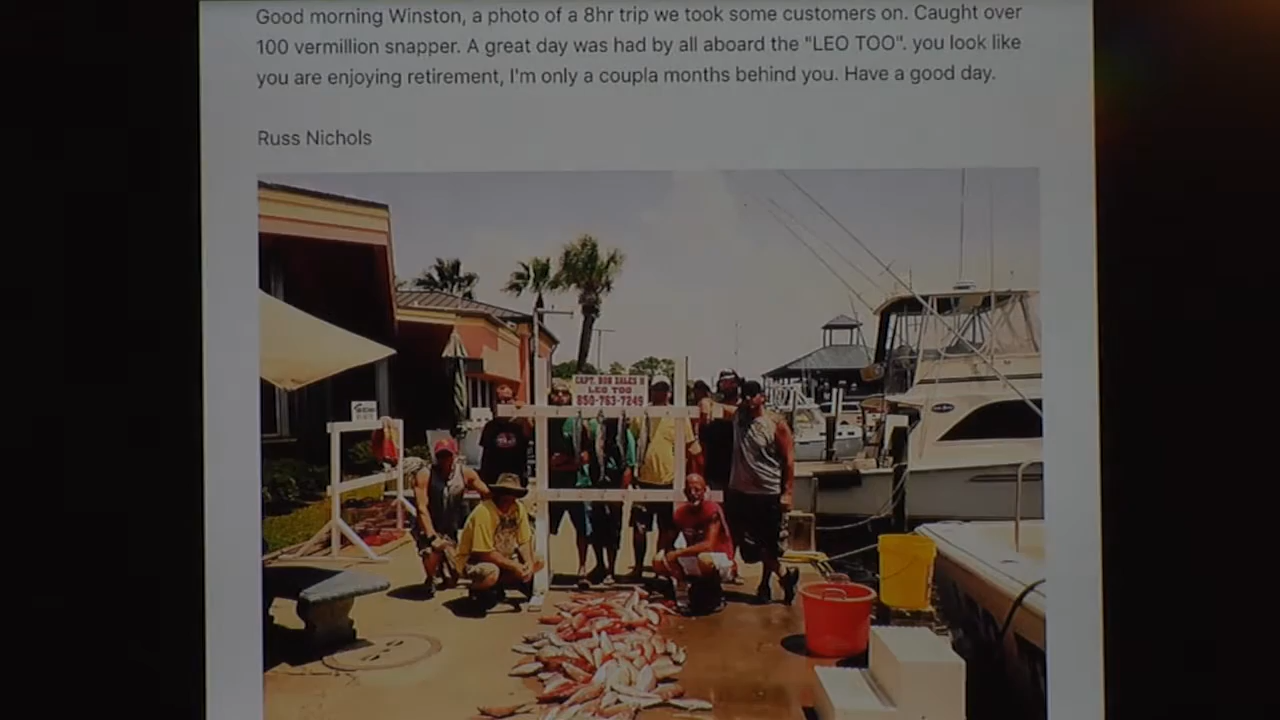 Good morning Winston, a photo of a 8hr trip we took some customers on. Caught over
100 vermillion snapper. A great day was had by all aboard the "LEO TOO". you look like
you are enjoying retirement, I'm only a coupla months behind you. Have a good day.
Russ Nichols
CAPT. BOB ZALES II
LEO TOO
850-763-7249